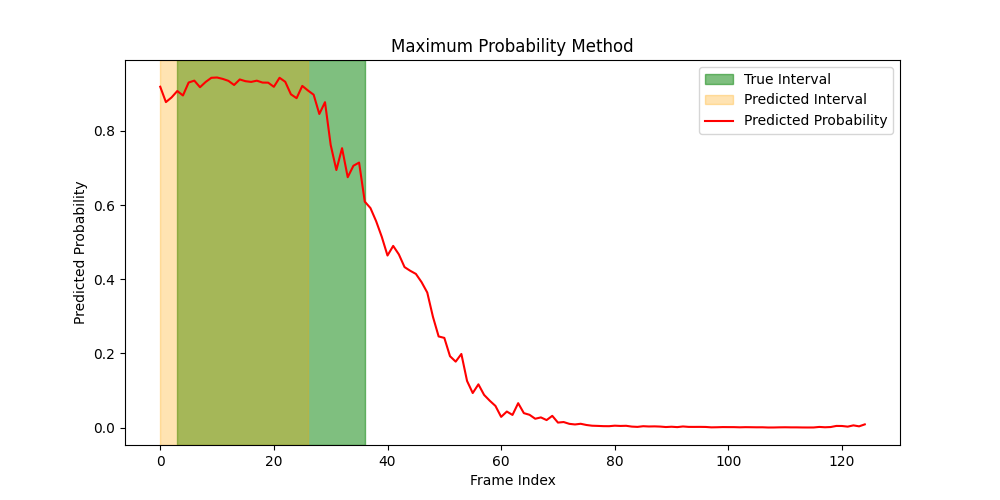 Maximum Probability Method
True Interval
Predicted Interval
Predicted Probability
Predicted Probability
0.8
0.6
0.4
0.2
0.0
0 20 40 60 80 100 120
Frame Index